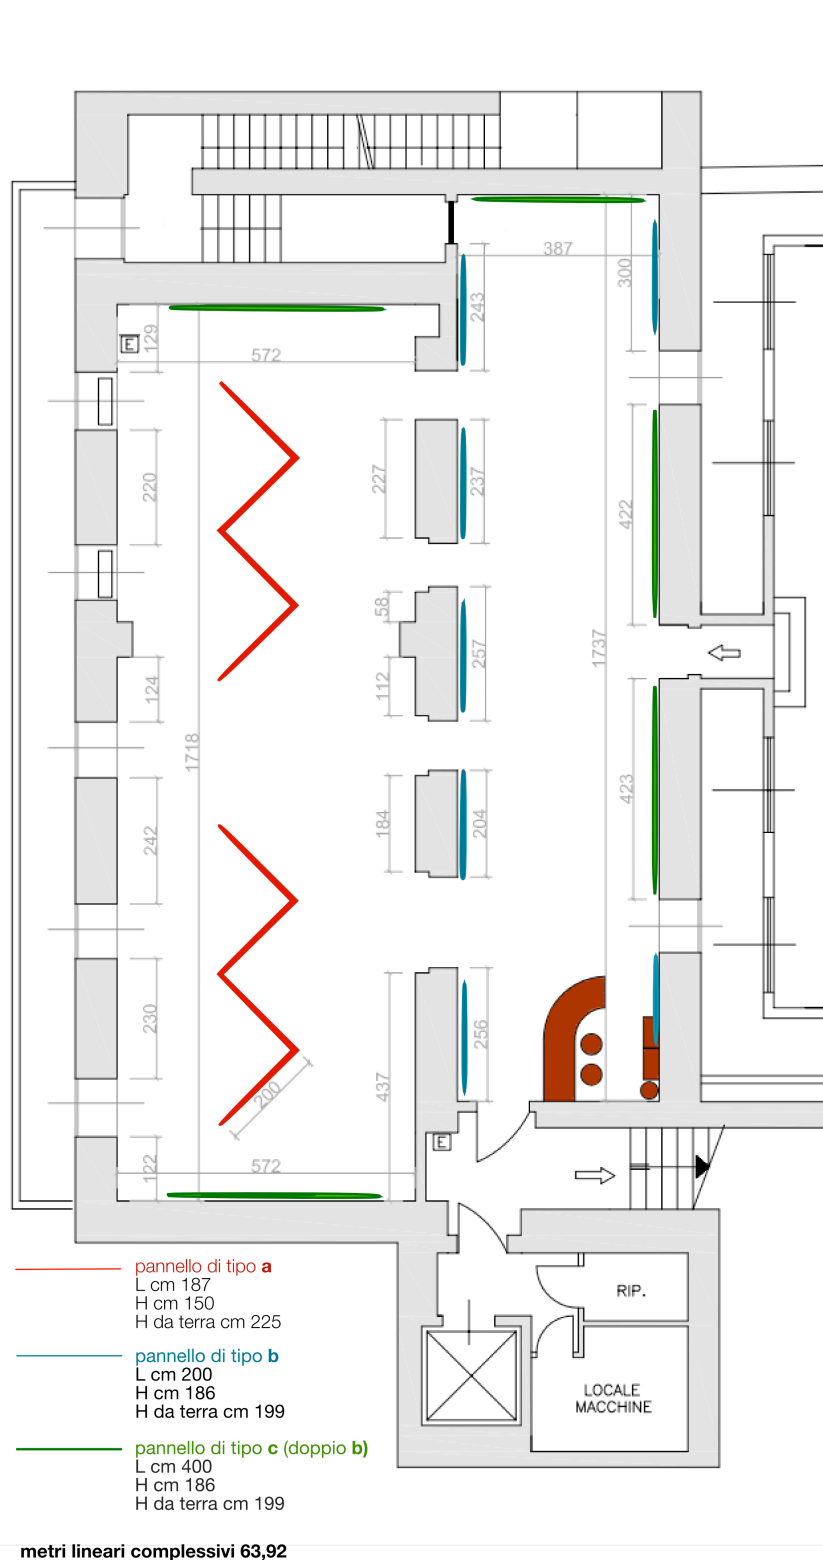 387
300
243
129
E
572
220
227
237
422
58
257
112
124
1737
1718
423
242
184
204
230
256
437
200
E
122
572
pannello di tipo a
L cm 187
H cm 150
H da terra cm 225
RIP.
pannello di tipo b
L cm 200
H cm 186
H da terra cm 199
LOCALE
MACCHINE
pannello di tipo c (doppio b)
L cm 400
H cm 186
H da terra cm 199
metri lineari complessivi 63,92